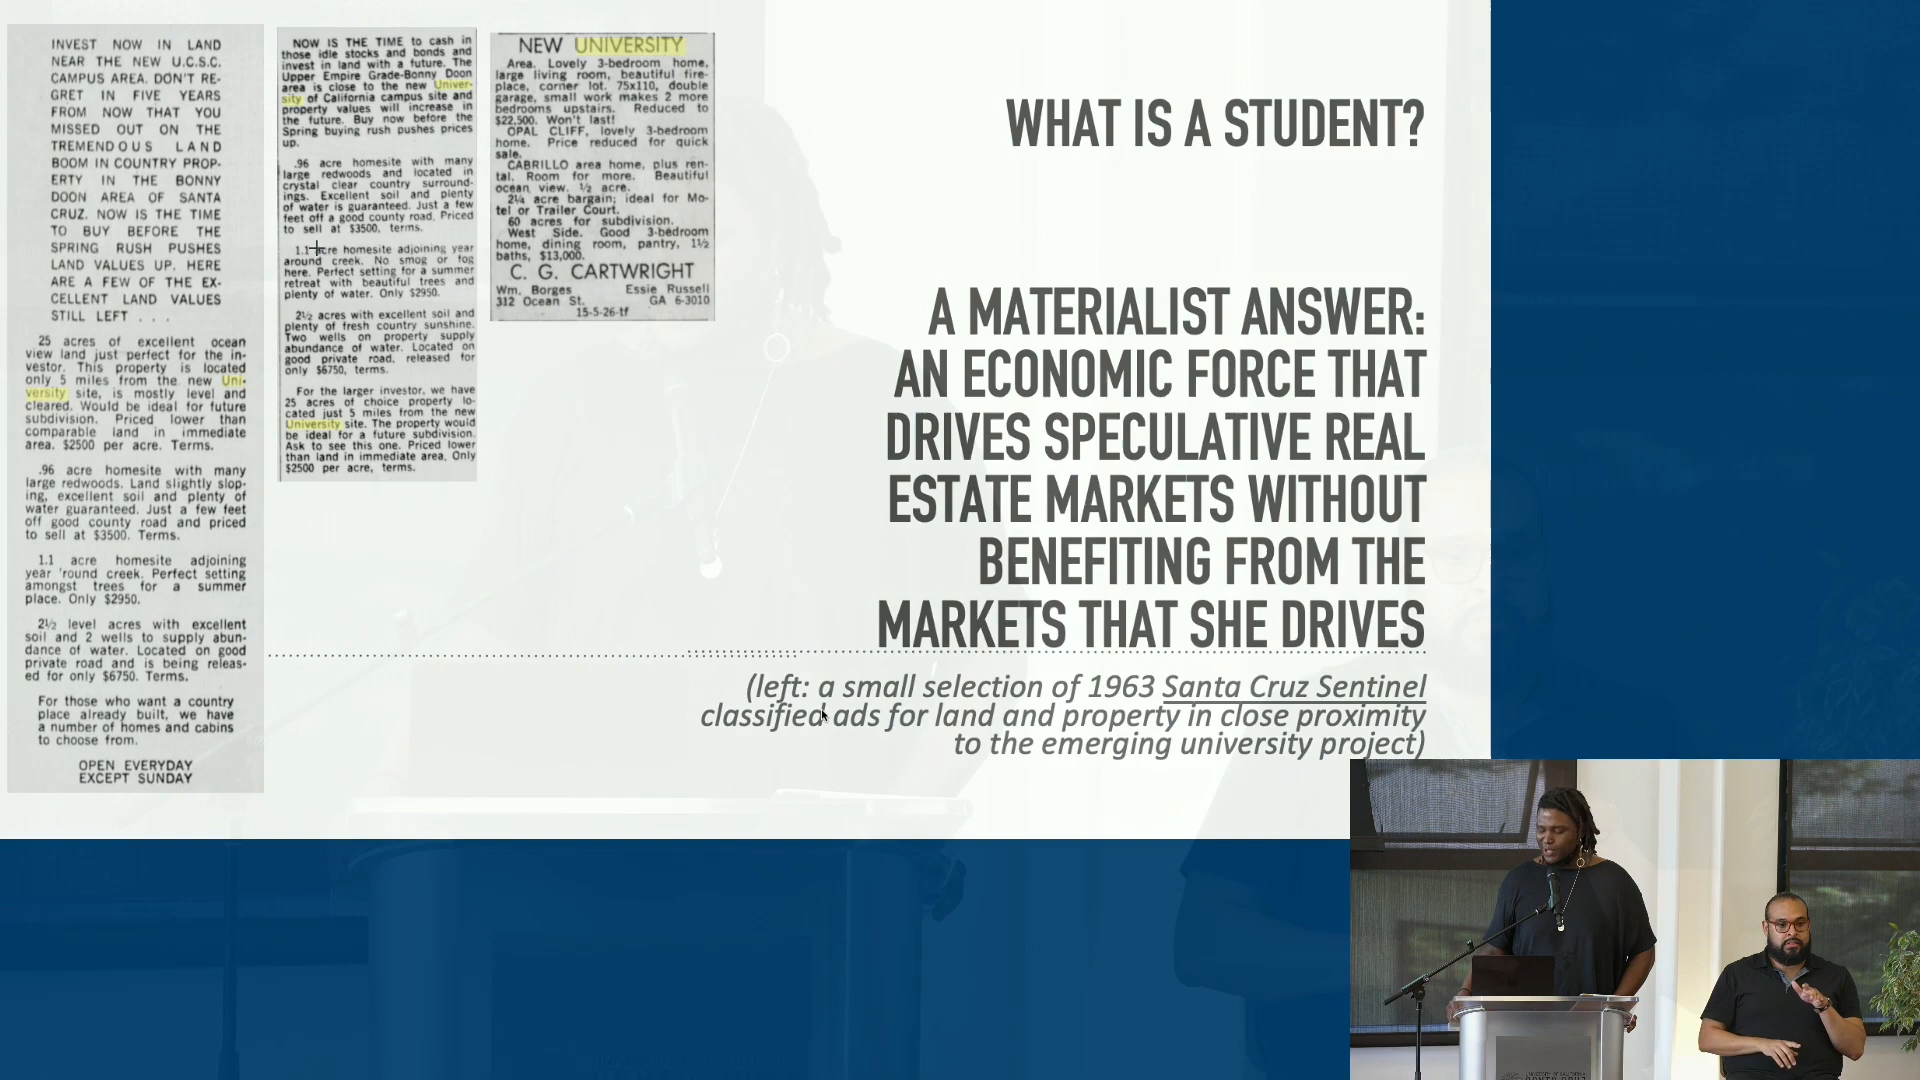 INVEST NOW IN LAND
NEAR THE NEW U.C.S.C.
CAMPUS AREA. DON'T RE-
GRET IN FIVE YEARS
FROM NOW THAT YOU
MISSED OUT ON THE
TREMENDOUS LAND
BOOM IN COUNTRY PROP-
ERTY IN THE BONNY
DOON AREA OF SANTA
CRUZ. NOW IS THE TIME
TO BUY BEFORE THE
SPRING RUSH PUSHES
LAND VALUES UP. HERE
ARE A FEW OF THE EX-
CELLENT LAND VALUES
STILL LEFT . . .
25 acres of excellent ocean
view land just perfect for the in-
vestor. This property is located
only 5 miles from the new Uni-
versity site, is mostly level and
cleared. Would be ideal for future
subdivision. Priced lower than
comparable land in immediate
area. $2500 per acre. Terms.
.96 acre homesite with many
large redwoods. Land slightly slop-
ing, excellent soil and plenty of
water guaranteed. Just a few feet
off good county road and priced
to sell at $3500. Terms.
1.1 acre homesite adjoining
year 'round creek. Perfect setting
amongst trees for a summer
place. Only $2950.
2½ level acres with excellent
soil and 2 wells to supply abun-
dance of water. Located on good
private road and is being releas-
ed for only $6750. Terms.
For those who want a country
place already built, we have
a number of homes and cabins
to choose from.
OPEN EVERYDAY
EXCEPT SUNDAY
NOW IS THE TIME to cash in
those idle stocks and bonds and
invest in land with a future. The
Upper Empire Grade-Bonny Doon
area is close to the new Univer-
sity of California campus site and
property values will increase in
the future. Buy now before the
Spring buying rush pushes prices
up.
.96 acre homesite with many
large redwoods and located in
crystal clear country surround-
ings. Excellent soil and plenty
of water is guaranteed. Just a few
feet off a good county road. Priced
to sell at $3500, terms.
1.1 acre homesite adjoining year
around creek. No smog or fog
here. Perfect setting for a summer
retreat with beautiful trees and
plenty of water. Only $2950.
2½ acres with excellent soil and
plenty of fresh country sunshine.
Two wells on property supply
abundance of water. Located on
good private road, released for
only $6750, terms.
For the larger investor, we have
25 acres of choice property lo-
cated just 5 miles from the new
University site. The property would
be ideal for a future subdivision.
Ask to see this one. Priced lower
than land in immediate area. Only
$2500 per acre, terms.
NEW UNIVERSITY
Area. Lovely 3-bedroom home,
large living room, beautiful fire-
place, corner lot. 75x110, double
garage, small work makes 2 more
bedrooms upstairs. Reduced to
$22,500. Won't last!
OPAL CLIFF, lovely 3-bedroom
home. Price reduced for quick
sale.
CABRILLO area home, plus ren-
tal. Room for more. Beautiful
ocean view. ½ acre.
2¼ acre bargain; ideal for Mo-
tel or Trailer Court.
60 acres for subdivision.
West Side. Good 3-bedroom
home, dining room, pantry, 1½
baths, $13,000.
C. G. CARTWRIGHT
Wm. Borges Essie Russell
312 Ocean St. GA 6-3010
15-5-26-tf
WHAT IS A STUDENT?
A MATERIALIST ANSWER:
AN ECONOMIC FORCE THAT
DRIVES SPECULATIVE REAL
ESTATE MARKETS WITHOUT
BENEFITING FROM THE
MARKETS THAT SHE DRIVES
(left: a small selection of 1963 Santa Cruz Sentinel
classified ads for land and property in close proximity
to the emerging university project)
UNIVERSITY OF CALIFORNIA